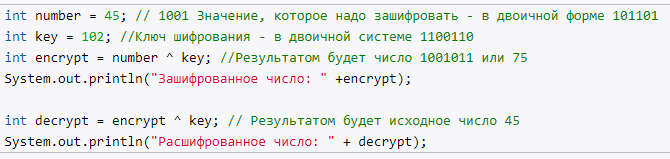 int number = 45; // 1001 Значение, которое надо зашифровать - в двоичной форме 101101
int key = 102; //Ключ шифрования - в двоичной системе 1100110
int encrypt = number ^ key; //Результатом будет число 1001011 или 75
System.out.println("Зашифрованное число: " +encrypt);
int decrypt = encrypt ^ key; // Результатом будет исходное число 45
System.out.println("Расшифрованное число: " + decrypt);